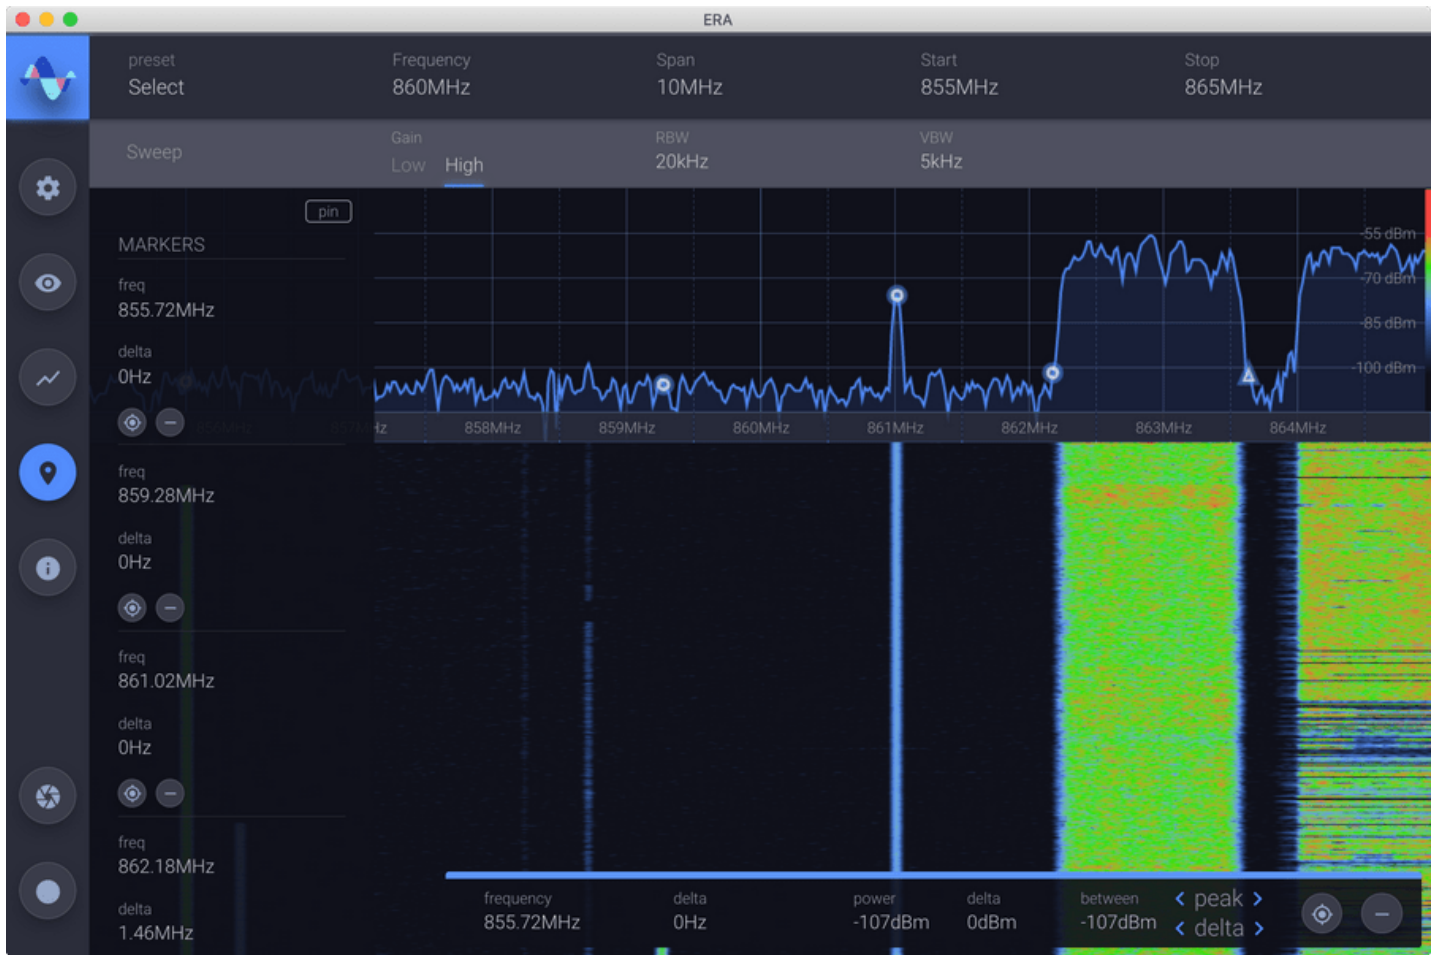 ERA
preset Frequency Span Start Stop
Select 860MHz 10MHz 855MHz 865MHz
Sweep Gain RBW VBW
Low High 20kHz 5kHz
pin
MARKERS
freq
855.72MHz
delta
0Hz
freq
859.28MHz
delta
0Hz
freq
861.02MHz
delta
0Hz
freq
862.18MHz
delta
1.46MHz
-55 dBm
-70 dBm
-85 dBm
-100 dBm
856MHz 857MHz 858MHz 859MHz 860MHz 861MHz 862MHz 863MHz 864MHz
frequency delta power delta between < peak >
855.72MHz 0Hz -107dBm 0dBm -107dBm < delta >